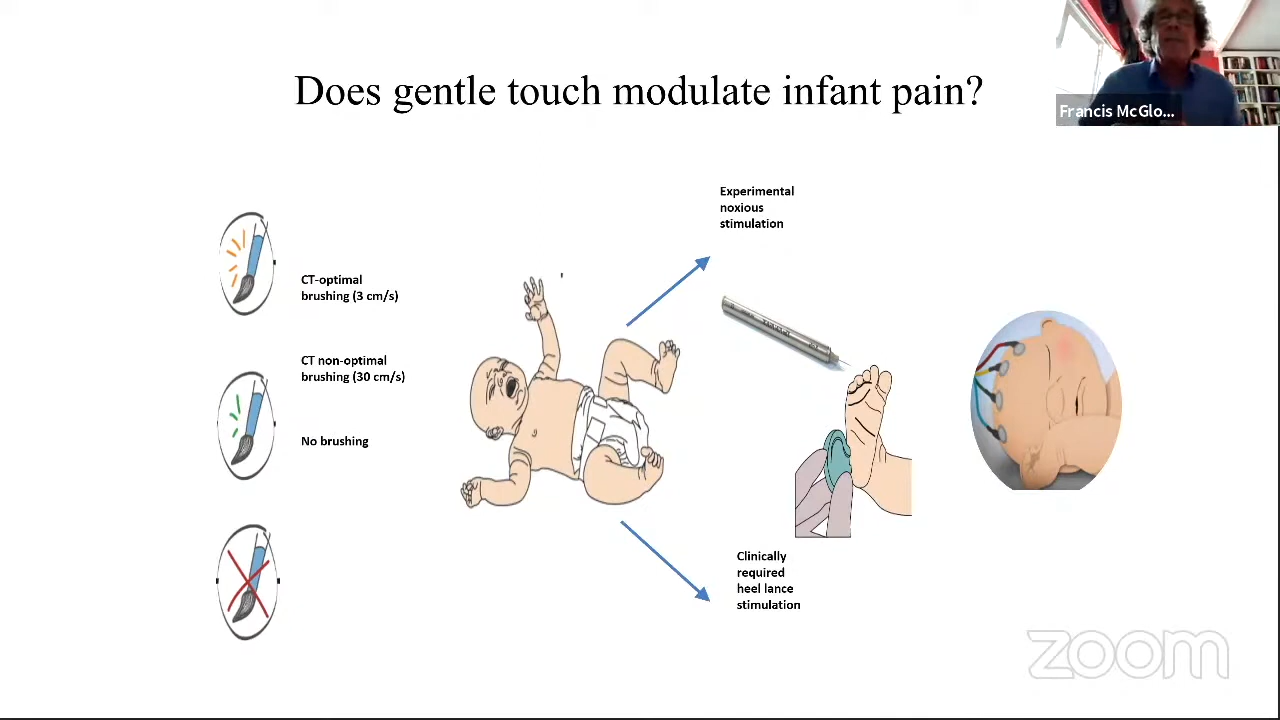 Does gentle touch modulate infant pain?
Francis McGlo...
Experimental
noxious
stimulation
CT-optimal
brushing (3 cm/s)
CT non-optimal
brushing (30 cm/s)
No brushing
Clinically
required
heel lance
stimulation
zoom